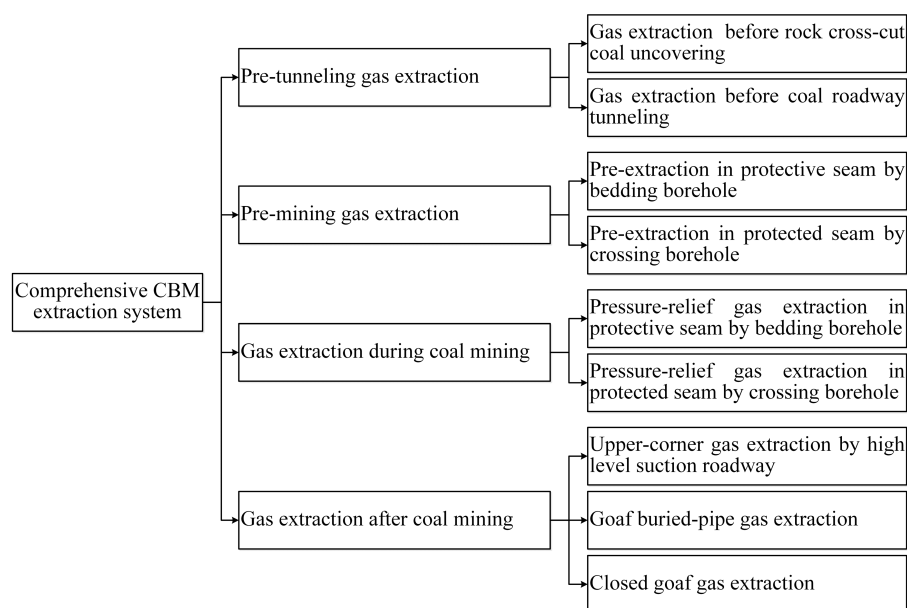 Comprehensive CBM
extraction system
Pre-tunneling gas extraction
Gas extraction before rock cross-cut
coal uncovering
Gas extraction before coal roadway
tunneling
Pre-mining gas extraction
Pre-extraction in protective seam by
bedding borehole
Pre-extraction in protected seam by
crossing borehole
Gas extraction during coal mining
Pressure-relief gas extraction in
protective seam by bedding borehole
Pressure-relief gas extraction in
protected seam by crossing borehole
Gas extraction after coal mining
Upper-corner gas extraction by high
level suction roadway
Goaf buried-pipe gas extraction
Closed goaf gas extraction